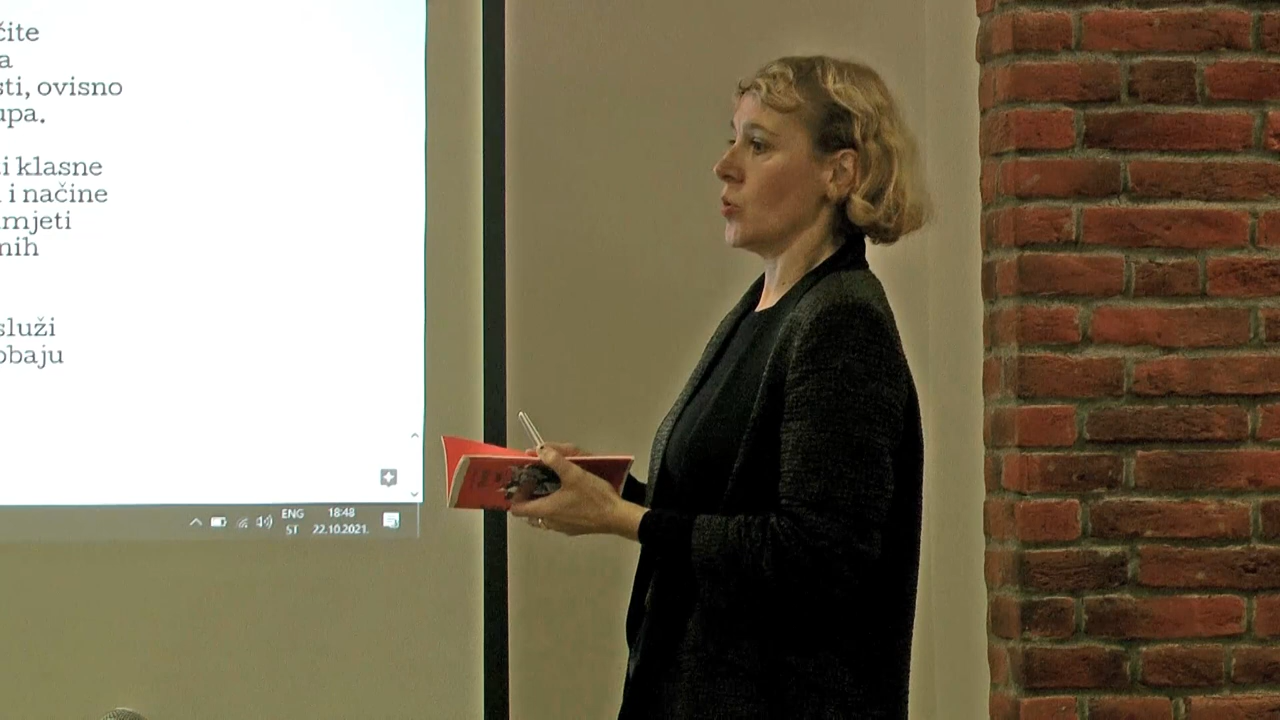 čite
a
sti, ovisno
upa.
i klasne
i načine
mjeti
nih
služi
obaju
ENG
18:48
ST
22.10.2021.